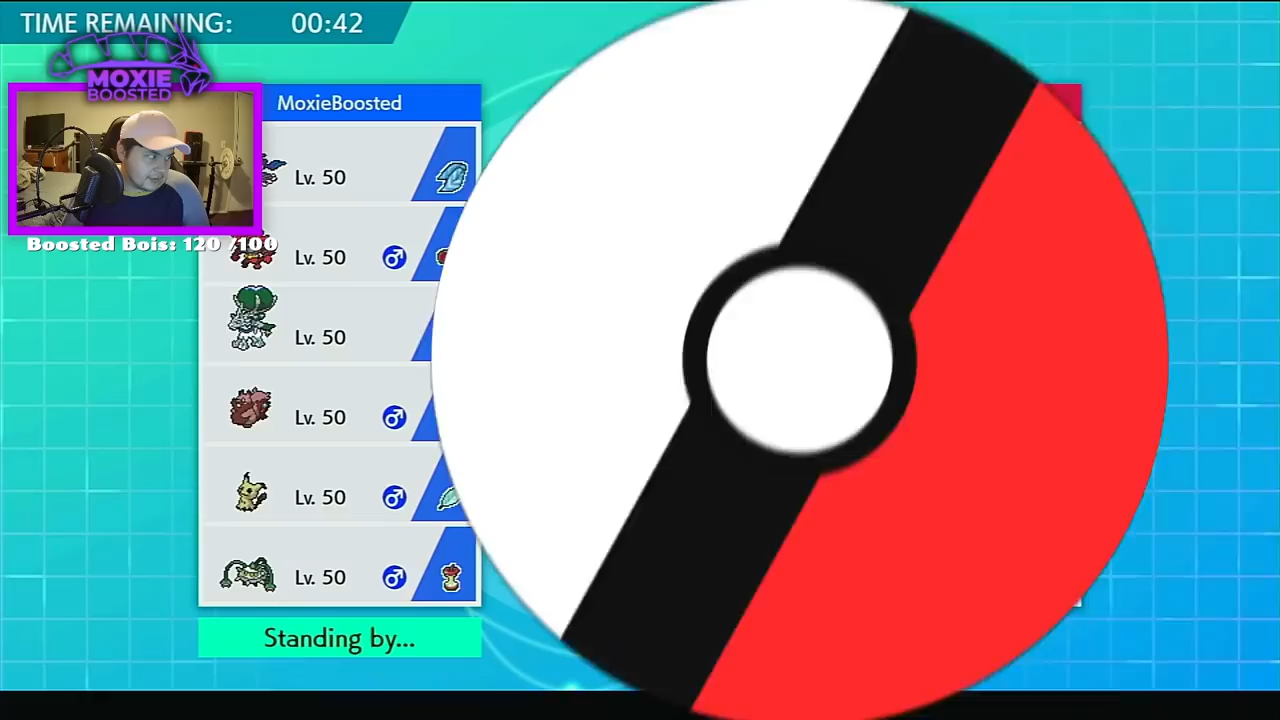 TIME REMAINING: 00:42
MOXIE
BOOSTED
MoxieBoosted
Lv. 50
Boosted Bois: 120 /100
Lv. 50
Lv. 50
Lv. 50
Lv. 50
Lv. 50
Standing by...